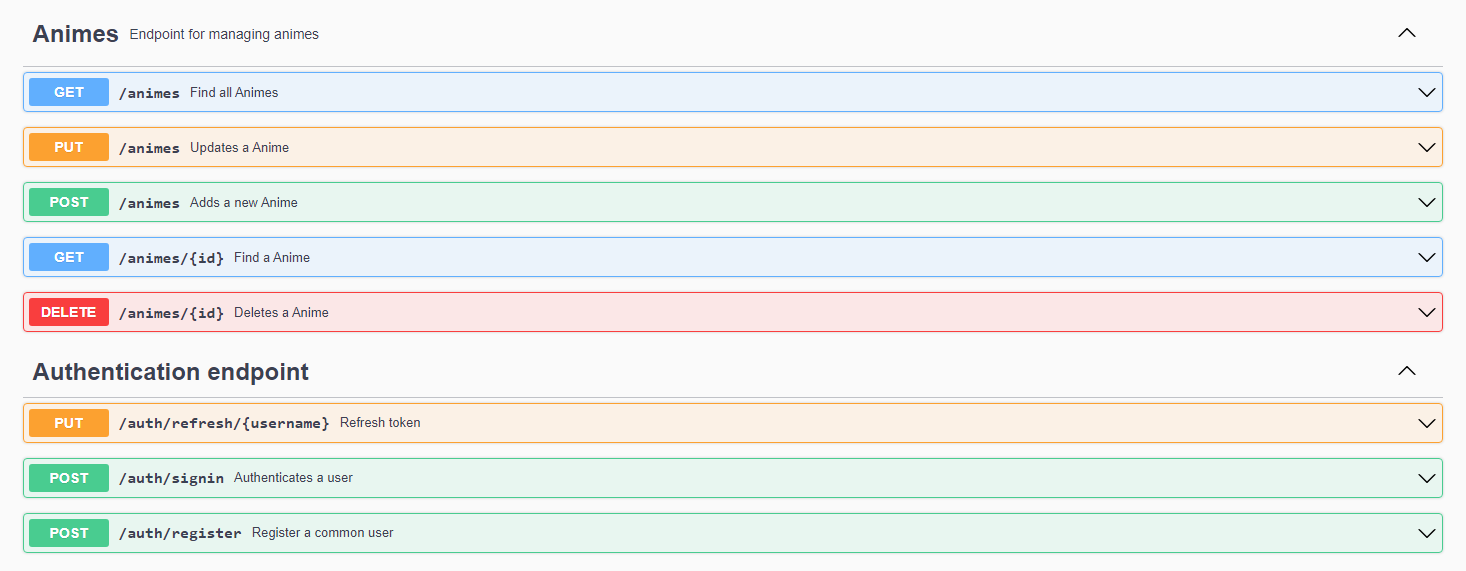 Animes Endpoint for managing animes
GET /animes Find all Animes
PUT /animes Updates a Anime
POST /animes Adds a new Anime
GET /animes/{id} Find a Anime
DELETE /animes/{id} Deletes a Anime
Authentication endpoint
PUT /auth/refresh/{username} Refresh token
POST /auth/signin Authenticates a user
POST /auth/register Register a common user